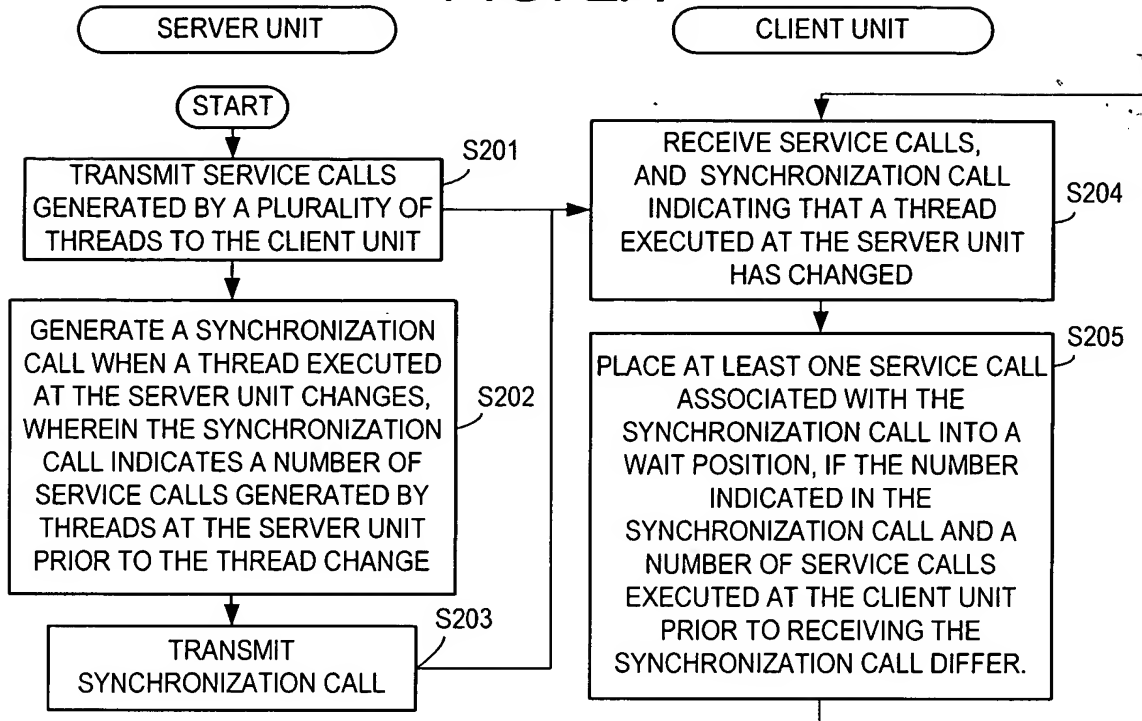 SERVER UNIT
START
TRANSMIT SERVICE CALLS
GENERATED BY A PLURALITY OF
THREADS TO THE CLIENT UNIT
S201
GENERATE A SYNCHRONIZATION
CALL WHEN A THREAD EXECUTED
AT THE SERVER UNIT CHANGES,
WHEREIN THE SYNCHRONIZATION
CALL INDICATES A NUMBER OF
SERVICE CALLS GENERATED BY
THREADS AT THE SERVER UNIT
PRIOR TO THE THREAD CHANGE
S202
TRANSMIT
SYNCHRONIZATION CALL
S203
CLIENT UNIT
RECEIVE SERVICE CALLS,
AND SYNCHRONIZATION CALL
INDICATING THAT A THREAD
EXECUTED AT THE SERVER UNIT
HAS CHANGED
S204
PLACE AT LEAST ONE SERVICE CALL
ASSOCIATED WITH THE
SYNCHRONIZATION CALL INTO A
WAIT POSITION, IF THE NUMBER
INDICATED IN THE
SYNCHRONIZATION CALL AND A
NUMBER OF SERVICE CALLS
EXECUTED AT THE CLIENT UNIT
PRIOR TO RECEIVING THE
SYNCHRONIZATION CALL DIFFER.
S205